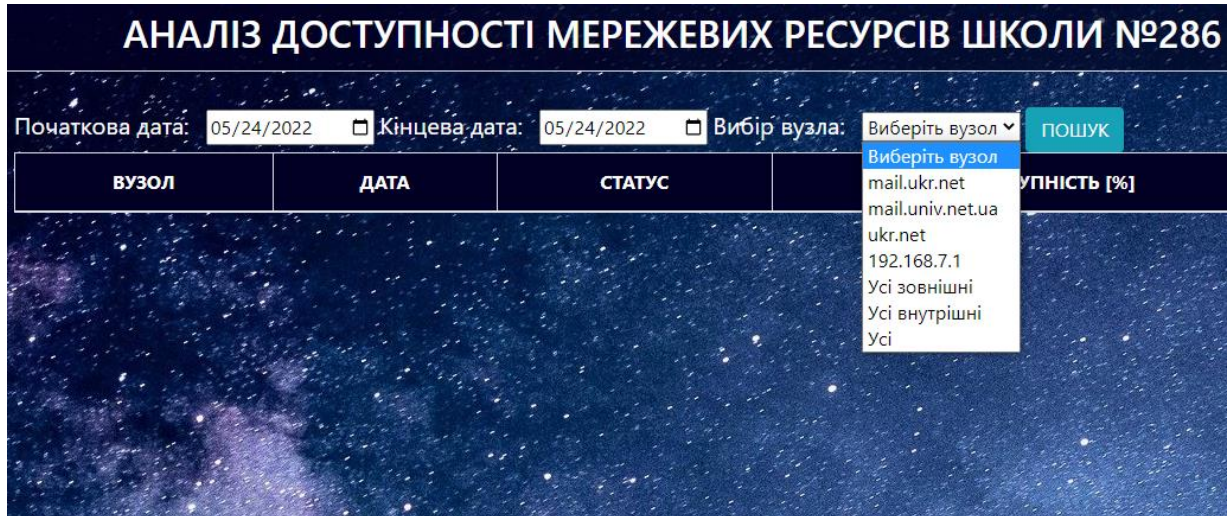 АНАЛІЗ ДОСТУПНОСТІ МЕРЕЖЕВИХ РЕСУРСІВ ШКОЛИ №286
Початкова дата: 05/24/2022 Кінцева дата: 05/24/2022 Вибір вузла: Виберіть вузол ПОШУК
ВУЗОЛ ДАТА СТАТУС УПНІСТЬ [%]
Виберіть вузол
mail.ukr.net
mail.univ.net.ua
ukr.net
192.168.7.1
Усі зовнішні
Усі внутрішні
Усі